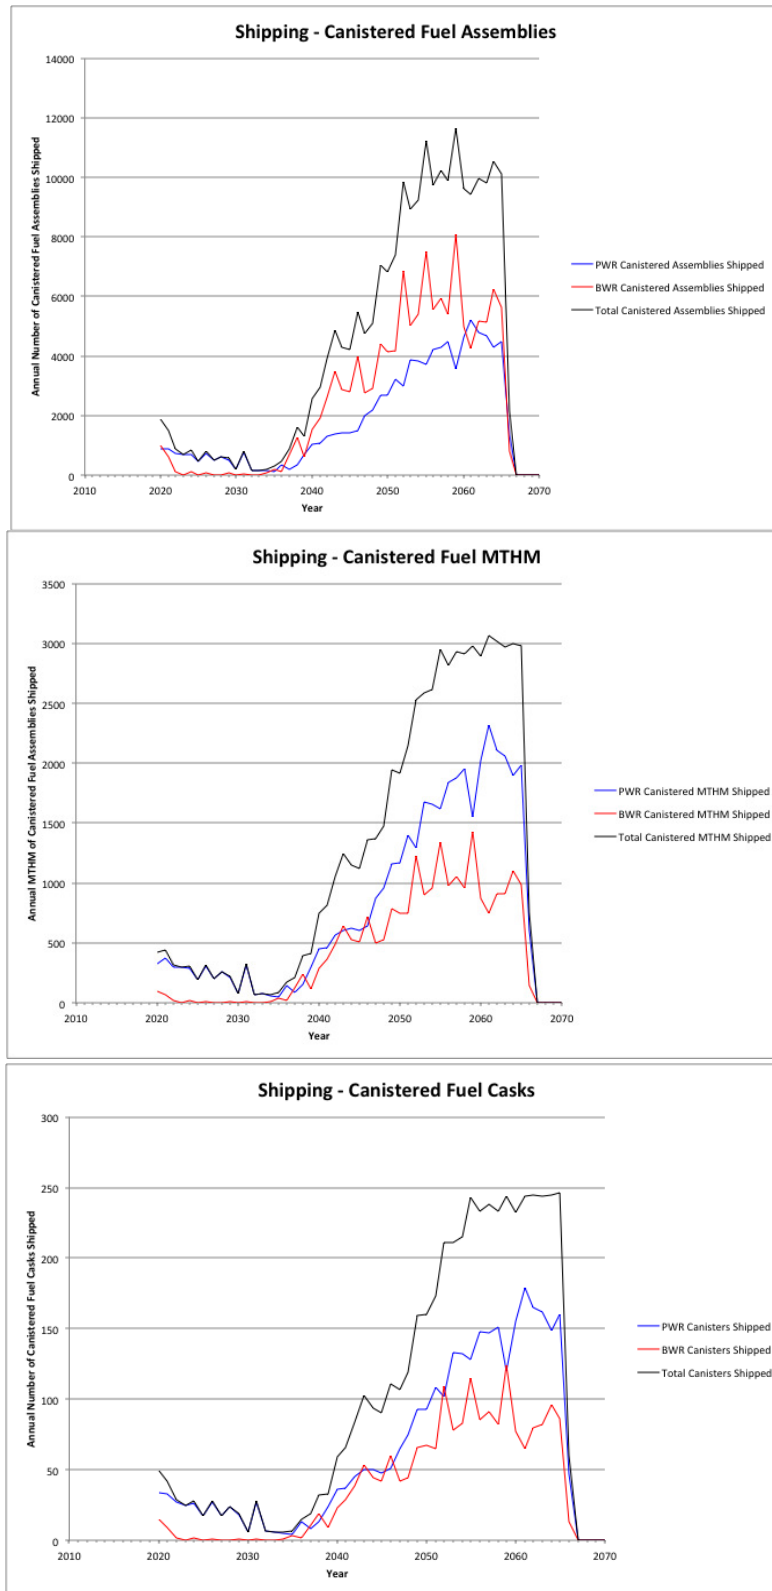 Shipping - Canistered Fuel Assemblies
14000
12000
10000
8000
6000
4000
2000
0
Annual Number of Canistered Fuel Assemblies Shipped
2010
2020
2030
2040
2050
2060
2070
Year
PWR Canistered Assemblies Shipped
BWR Canistered Assemblies Shipped
Total Canistered Assemblies Shipped
Shipping - Canistered Fuel MTHM
3500
3000
2500
2000
1500
1000
500
0
Annual MTHM of Canistered Fuel Assemblies Shipped
2010
2020
2030
2040
2050
2060
2070
Year
PWR Canistered MTHM Shipped
BWR Canistered MTHM Shipped
Total Canistered MTHM Shipped
Shipping - Canistered Fuel Casks
300
250
200
150
100
50
0
Annual Number of Canistered Fuel Casks Shipped
2010
2020
2030
2040
2050
2060
2070
Year
PWR Canisters Shipped
BWR Canisters Shipped
Total Canisters Shipped